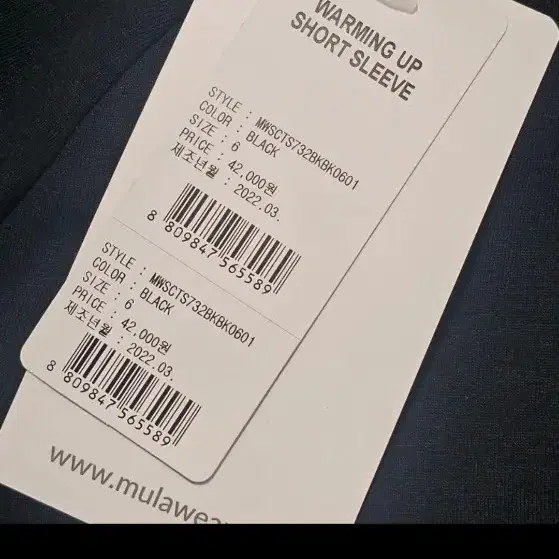 WARMING UP
SHORT SLEEVE
STYLE : MWSCTS732BKBK0601
COLOR : BLACK
SIZE : 6
PRICE : 42,000원
제조년월 : 2022.03.
8 809847 565589
STYLE : MWSCTS732BKBK0601
COLOR : BLACK
SIZE : 6
PRICE : 42,000원
제조년월 : 2022.03.
8 809847 565589
www.mulawea